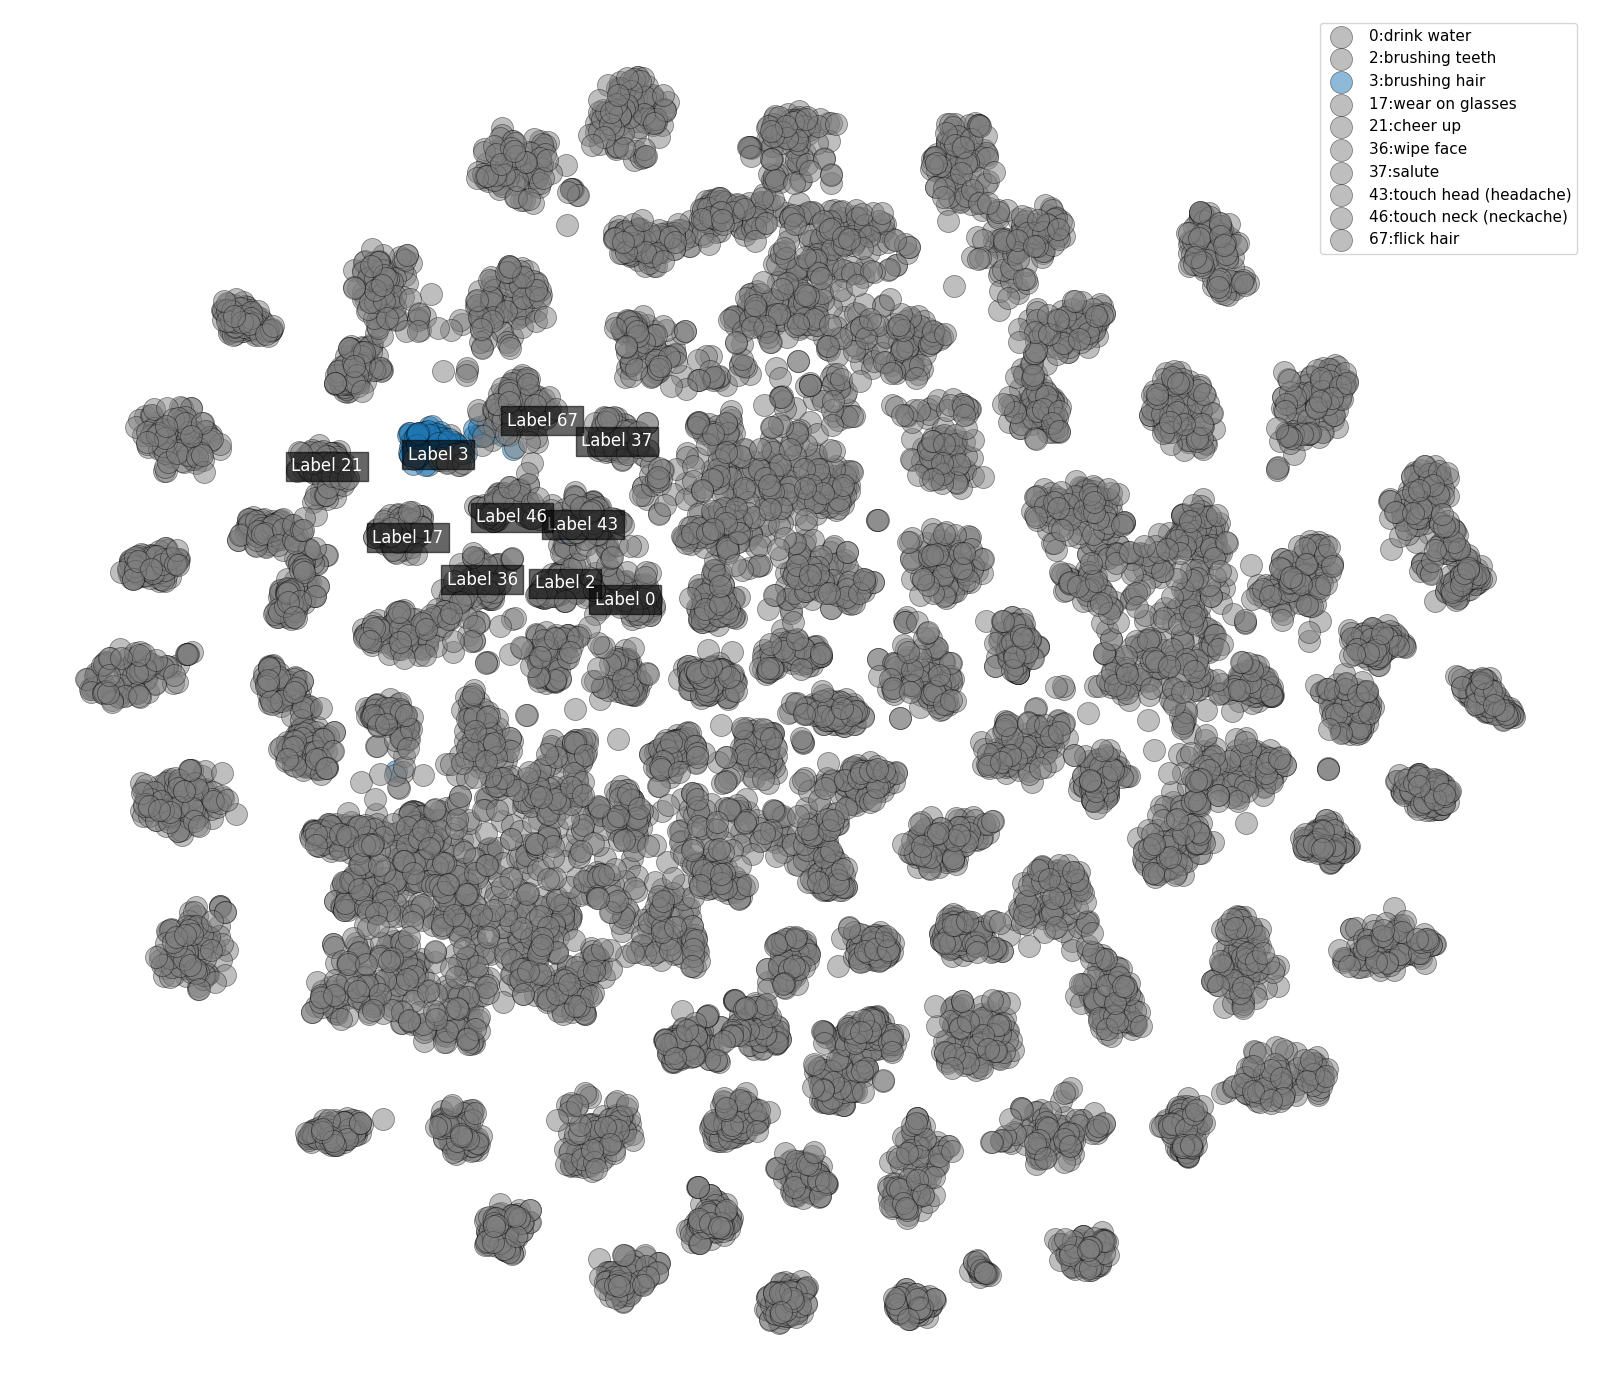 0:drink water
2:brushing teeth
3:brushing hair
17:wear on glasses
21:cheer up
36:wipe face
37:salute
43:touch head (headache)
46:touch neck (neckache)
67:flick hair
Label 67
Label 37
Label 3
Label 21
Label 46
Label 43
Label 17
Label 36
Label 2
Label 0